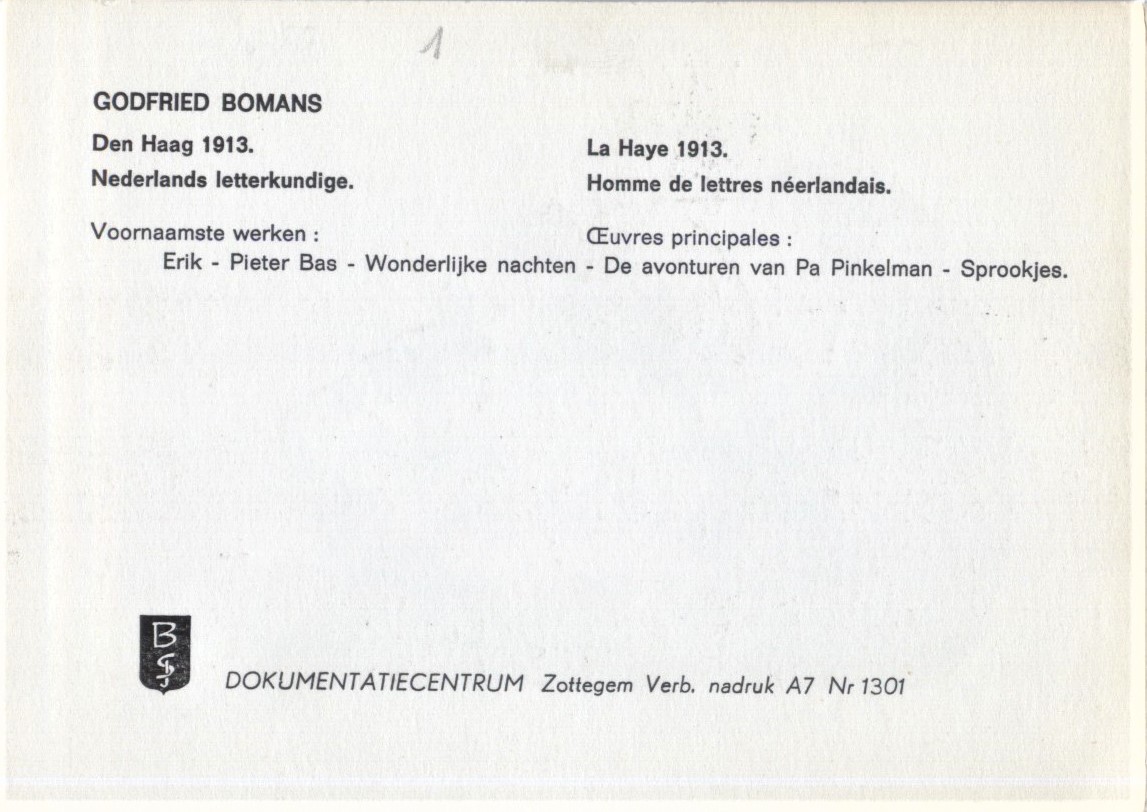 1
GODFRIED BOMANS
Den Haag 1913.
Nederlands letterkundige.
La Haye 1913.
Homme de lettres néerlandais.
Voornaamste werken :
Œuvres principales :
Erik - Pieter Bas - Wonderlijke nachten - De avonturen van Pa Pinkelman - Sprookjes.
B
DOKUMENTATIECENTRUM Zottegem Verb. nadruk A7 Nr 1301